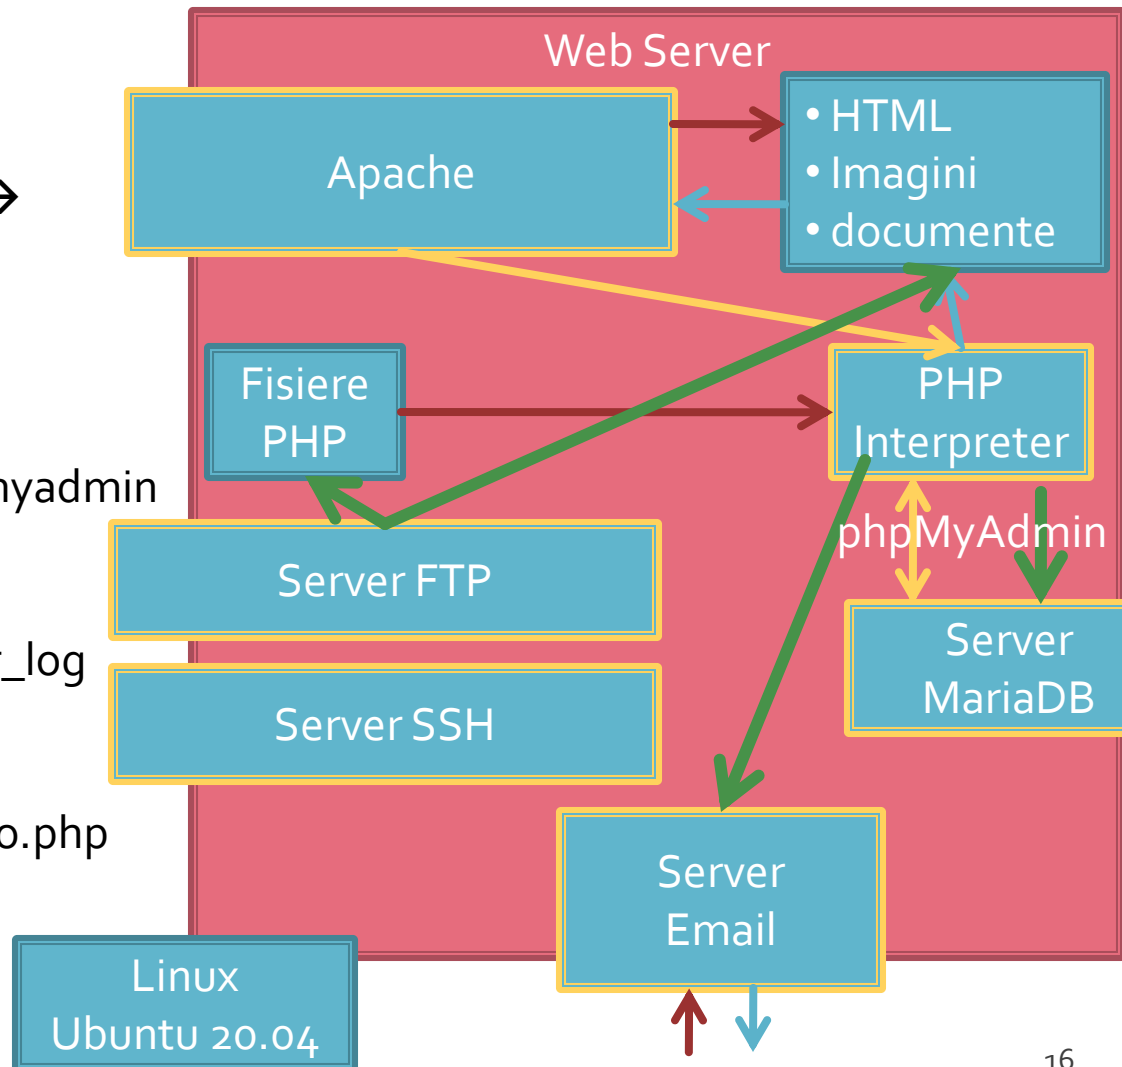 Web Server
Apache
• HTML
• Imagini
• documente
→
Fisiere
PHP
PHP
Interpreter
nyadmin
phpMyAdmin
Server FTP
Server
MariaDB
_log
Server SSH
o.php
Server
Email
Linux
Ubuntu 20.04
16